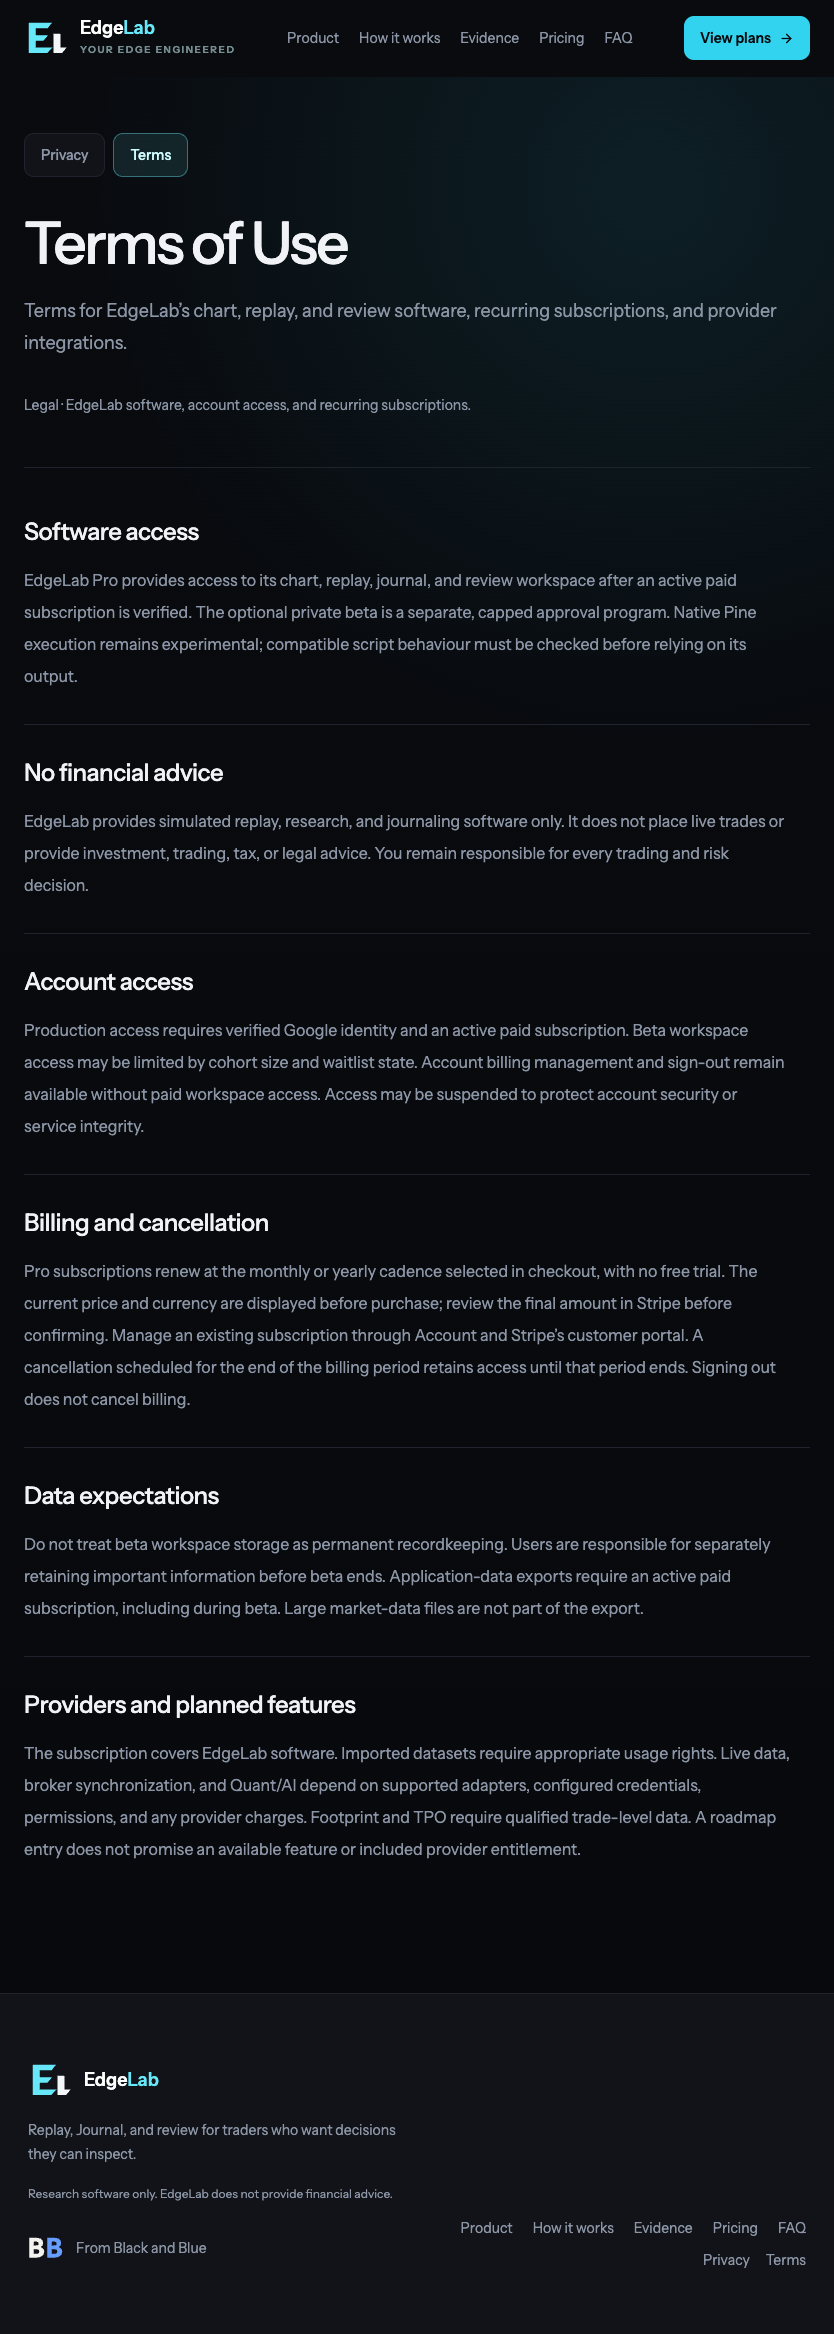 EdgeLab
YOUR EDGE ENGINEERED
Product How it works Evidence Pricing FAQ
View plans →
Privacy Terms
Terms of Use
Terms for EdgeLab’s chart, replay, and review software, recurring subscriptions, and provider
integrations.
Legal · EdgeLab software, account access, and recurring subscriptions.
Software access
EdgeLab Pro provides access to its chart, replay, journal, and review workspace after an active paid
subscription is verified. The optional private beta is a separate, capped approval program. Native Pine
execution remains experimental; compatible script behaviour must be checked before relying on its
output.
No financial advice
EdgeLab provides simulated replay, research, and journaling software only. It does not place live trades or
provide investment, trading, tax, or legal advice. You remain responsible for every trading and risk
decision.
Account access
Production access requires verified Google identity and an active paid subscription. Beta workspace
access may be limited by cohort size and waitlist state. Account billing management and sign-out remain
available without paid workspace access. Access may be suspended to protect account security or
service integrity.
Billing and cancellation
Pro subscriptions renew at the monthly or yearly cadence selected in checkout, with no free trial. The
current price and currency are displayed before purchase; review the final amount in Stripe before
confirming. Manage an existing subscription through Account and Stripe’s customer portal. A
cancellation scheduled for the end of the billing period retains access until that period ends. Signing out
does not cancel billing.
Data expectations
Do not treat beta workspace storage as permanent recordkeeping. Users are responsible for separately
retaining important information before beta ends. Application-data exports require an active paid
subscription, including during beta. Large market-data files are not part of the export.
Providers and planned features
The subscription covers EdgeLab software. Imported datasets require appropriate usage rights. Live data,
broker synchronization, and Quant/AI depend on supported adapters, configured credentials,
permissions, and any provider charges. Footprint and TPO require qualified trade-level data. A roadmap
entry does not promise an available feature or included provider entitlement.
EdgeLab
Replay, Journal, and review for traders who want decisions
they can inspect.
Research software only. EdgeLab does not provide financial advice.
BB From Black and Blue
Product How it works Evidence Pricing FAQ
Privacy Terms